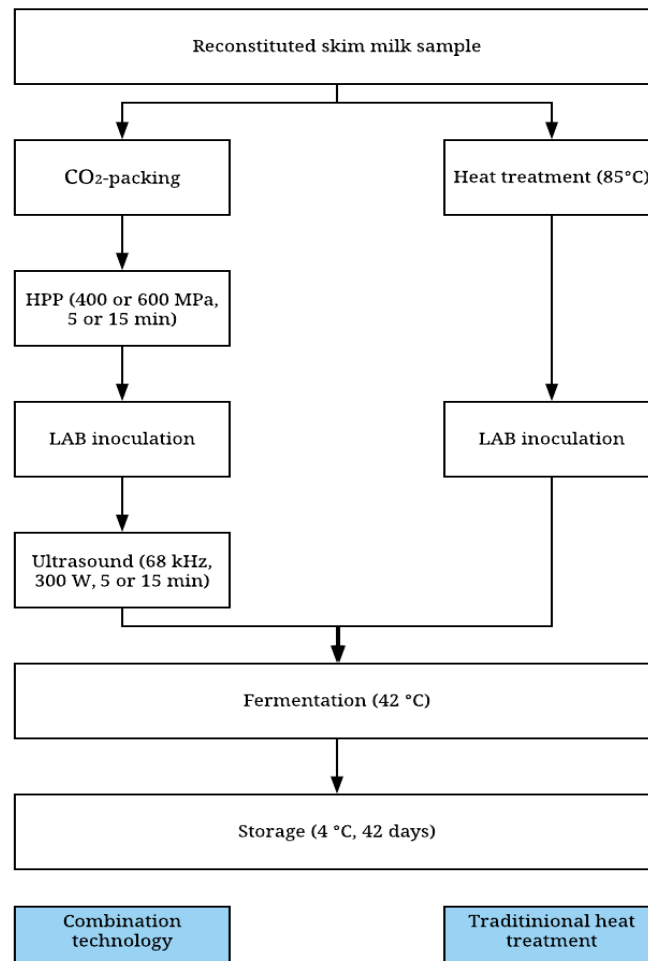 Reconstituted skim milk sample
CO₂-packing
Heat treatment (85°C)
HPP (400 or 600 MPa,
5 or 15 min)
LAB inoculation
LAB inoculation
Ultrasound (68 kHz,
300 W, 5 or 15 min)
Fermentation (42 °C)
Storage (4 °C, 42 days)
Combination
technology
Traditinional heat
treatment